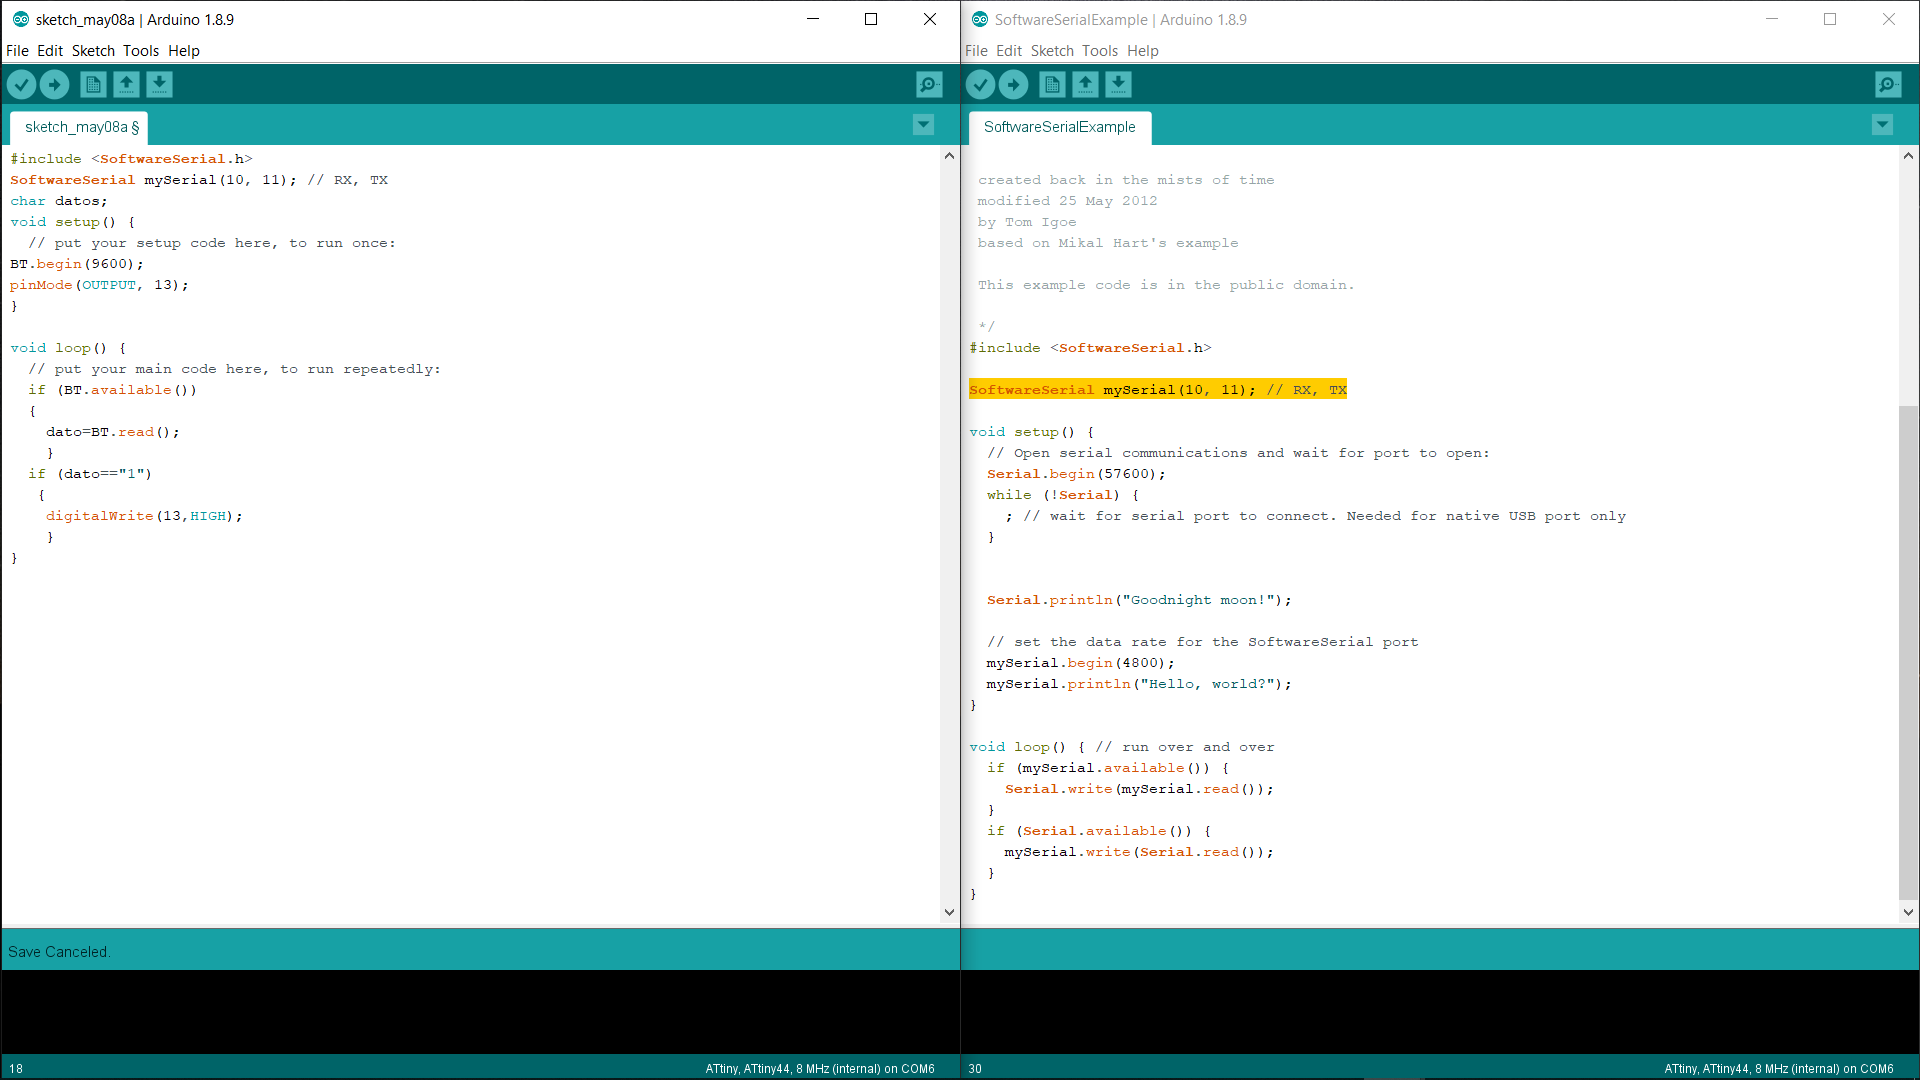 sketch_may08a | Arduino 1.8.9
File Edit Sketch Tools Help
sketch_may08a §
#include <SoftwareSerial.h>
SoftwareSerial mySerial(10, 11); // RX, TX
char datos;
void setup() {
  // put your setup code here, to run once:
BT.begin(9600);
pinMode(OUTPUT, 13);
}
void loop() {
  // put your main code here, to run repeatedly:
  if (BT.available())
  {
    dato=BT.read();
    }
  if (dato=="1")
   {
    digitalWrite(13,HIGH);
    }
}
Save Canceled.
18
ATtiny, ATtiny44, 8 MHz (internal) on COM6
SoftwareSerialExample | Arduino 1.8.9
File Edit Sketch Tools Help
SoftwareSerialExample
 created back in the mists of time
 modified 25 May 2012
 by Tom Igoe
 based on Mikal Hart's example
 This example code is in the public domain.
 */
#include <SoftwareSerial.h>
SoftwareSerial mySerial(10, 11); // RX, TX
void setup() {
  // Open serial communications and wait for port to open:
  Serial.begin(57600);
  while (!Serial) {
    ; // wait for serial port to connect. Needed for native USB port only
  }
  Serial.println("Goodnight moon!");
  // set the data rate for the SoftwareSerial port
  mySerial.begin(4800);
  mySerial.println("Hello, world?");
}
void loop() { // run over and over
  if (mySerial.available()) {
    Serial.write(mySerial.read());
  }
  if (Serial.available()) {
    mySerial.write(Serial.read());
  }
}
30
ATtiny, ATtiny44, 8 MHz (internal) on COM6